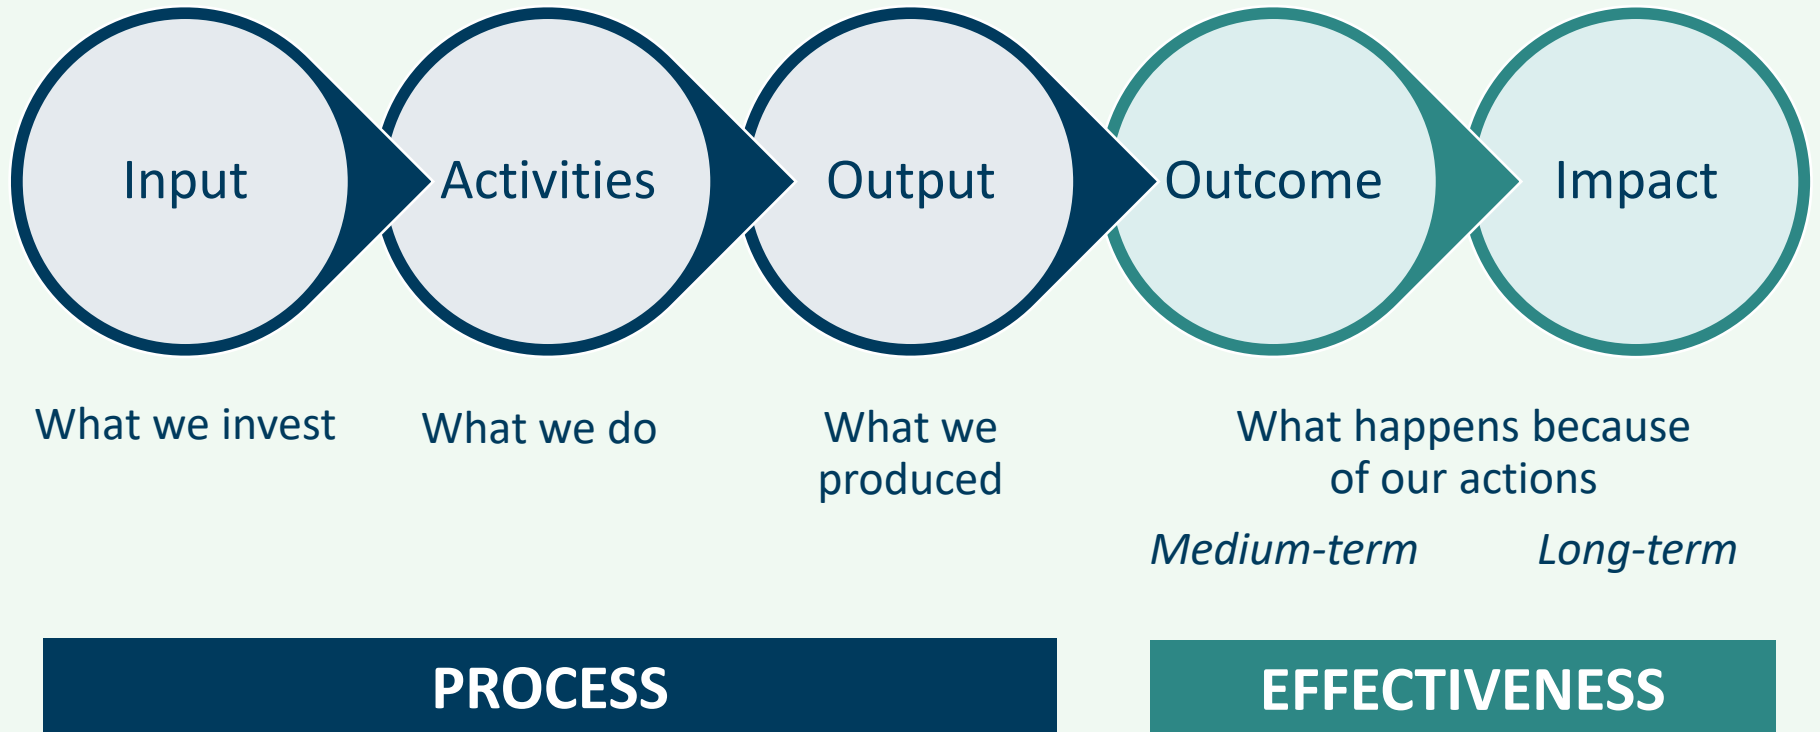 Input
Activities
Output
Outcome
Impact
What we invest
What we do
What we
produced
What happens because
of our actions
Medium-term
Long-term
PROCESS
EFFECTIVENESS